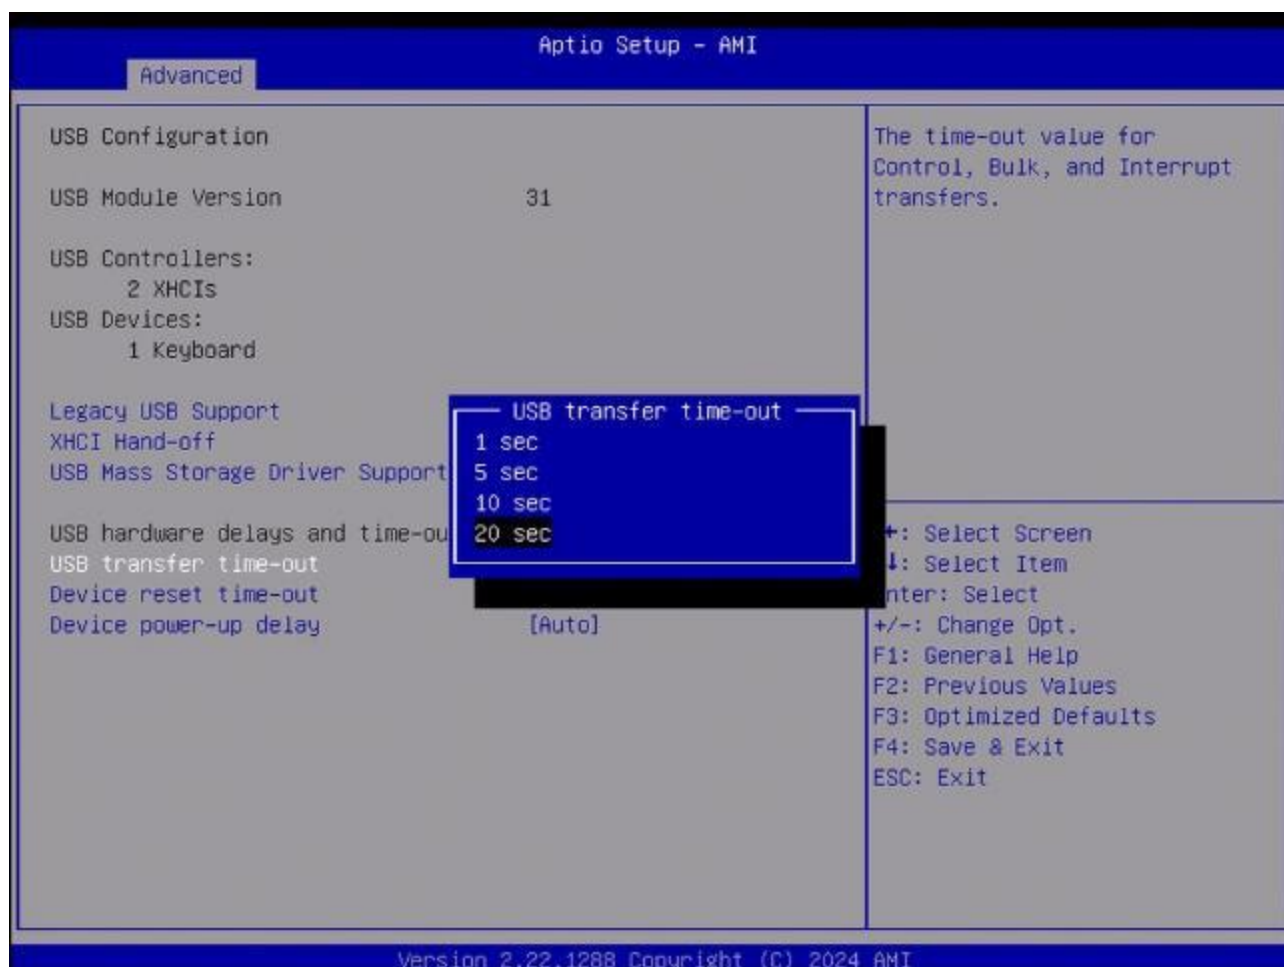 Aptio Setup - AMI
Advanced
USB Configuration
USB Module Version 31
USB Controllers:
2 XHCIs
USB Devices:
1 Keyboard
Legacy USB Support
XHCI Hand-off
USB Mass Storage Driver Support
USB hardware delays and time-ou
USB transfer time-out
Device reset time-out
Device power-up delay [Auto]
USB transfer time-out
1 sec
5 sec
10 sec
20 sec
The time-out value for
Control, Bulk, and Interrupt
transfers.
: Select Screen
: Select Item
nter: Select
+/-: Change Opt.
F1: General Help
F2: Previous Values
F3: Optimized Defaults
F4: Save & Exit
ESC: Exit
Version 2.22.1288 Copyright (C) 2024 AMI